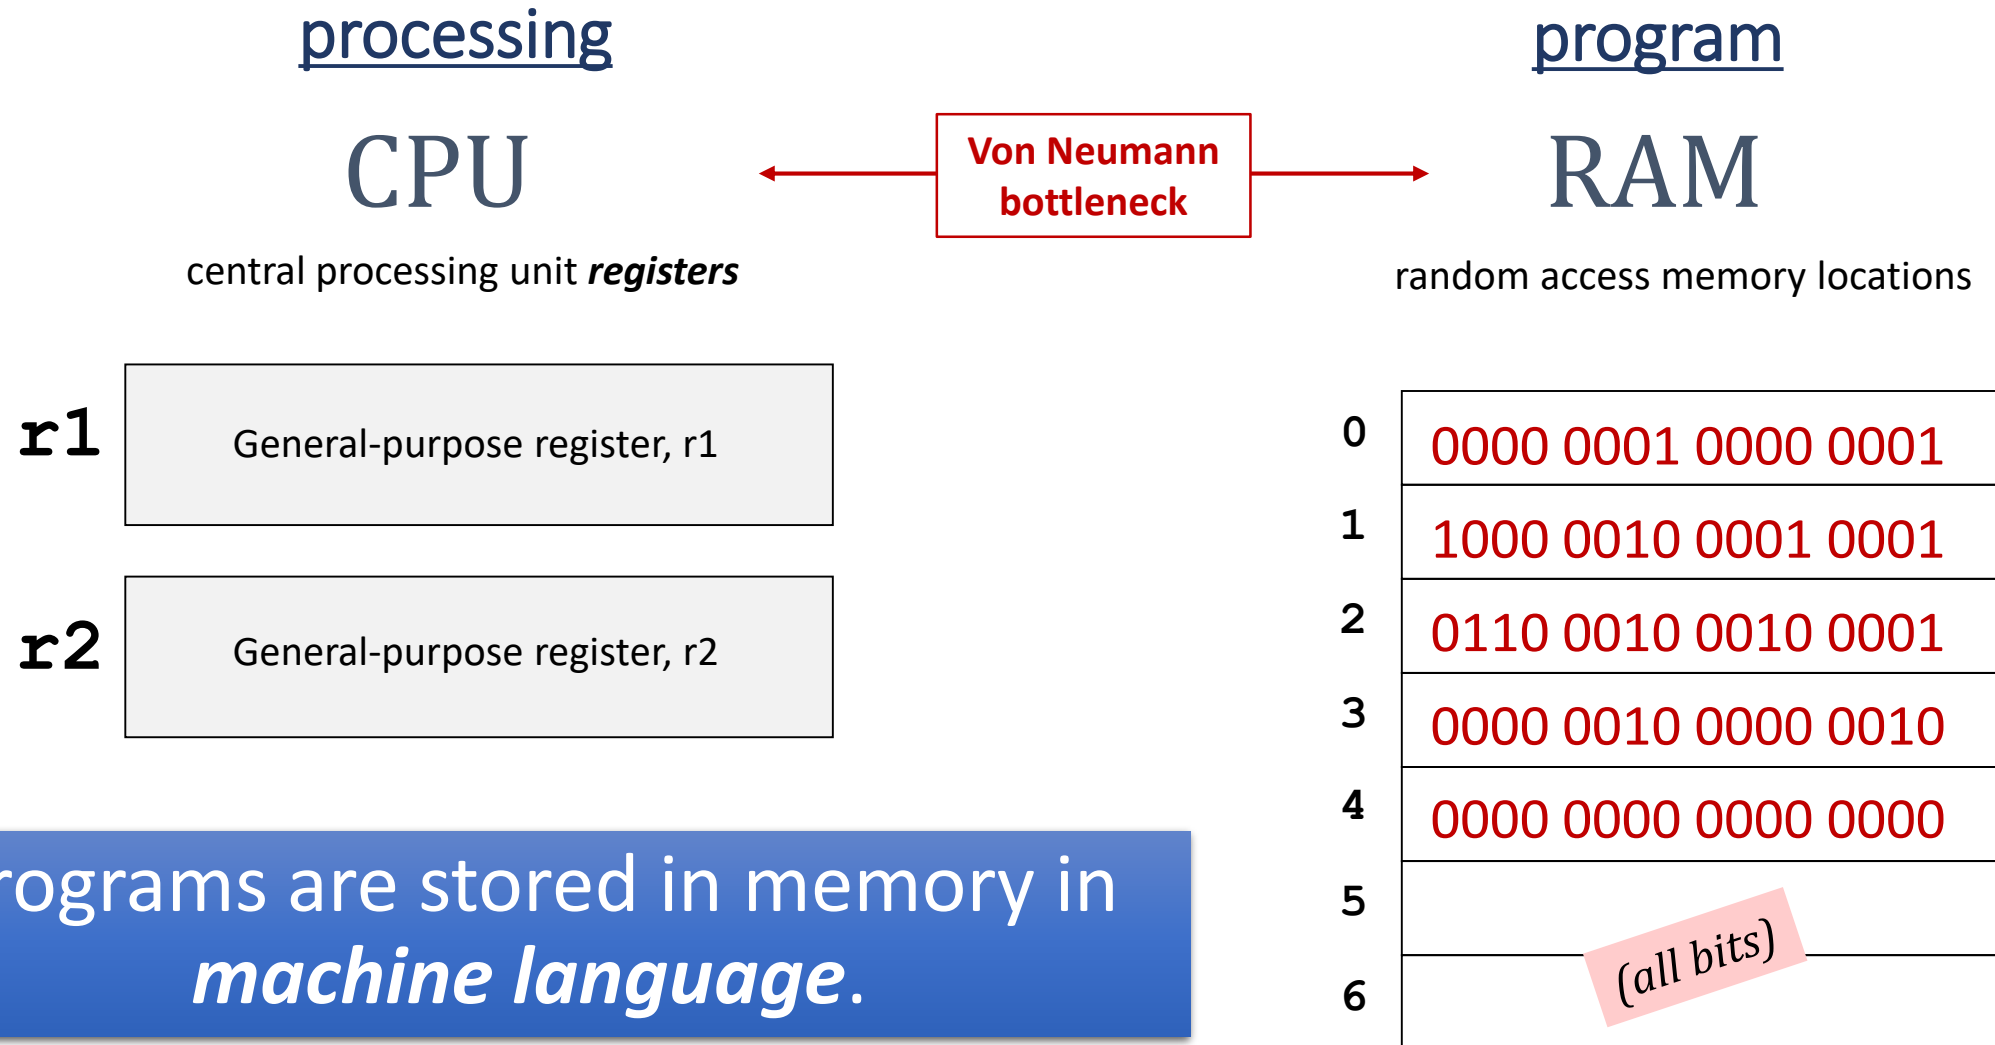 processing
program
CPU
Von Neumann
bottleneck
RAM
central processing unit registers
random access memory locations
r1
General-purpose register, r1
r2
General-purpose register, r2
0 0000 0001 0000 0001
1 1000 0010 0001 0001
2 0110 0010 0010 0001
3 0000 0010 0000 0010
4 0000 0000 0000 0000
5
(all bits)
6
rograms are stored in memory in
machine language.